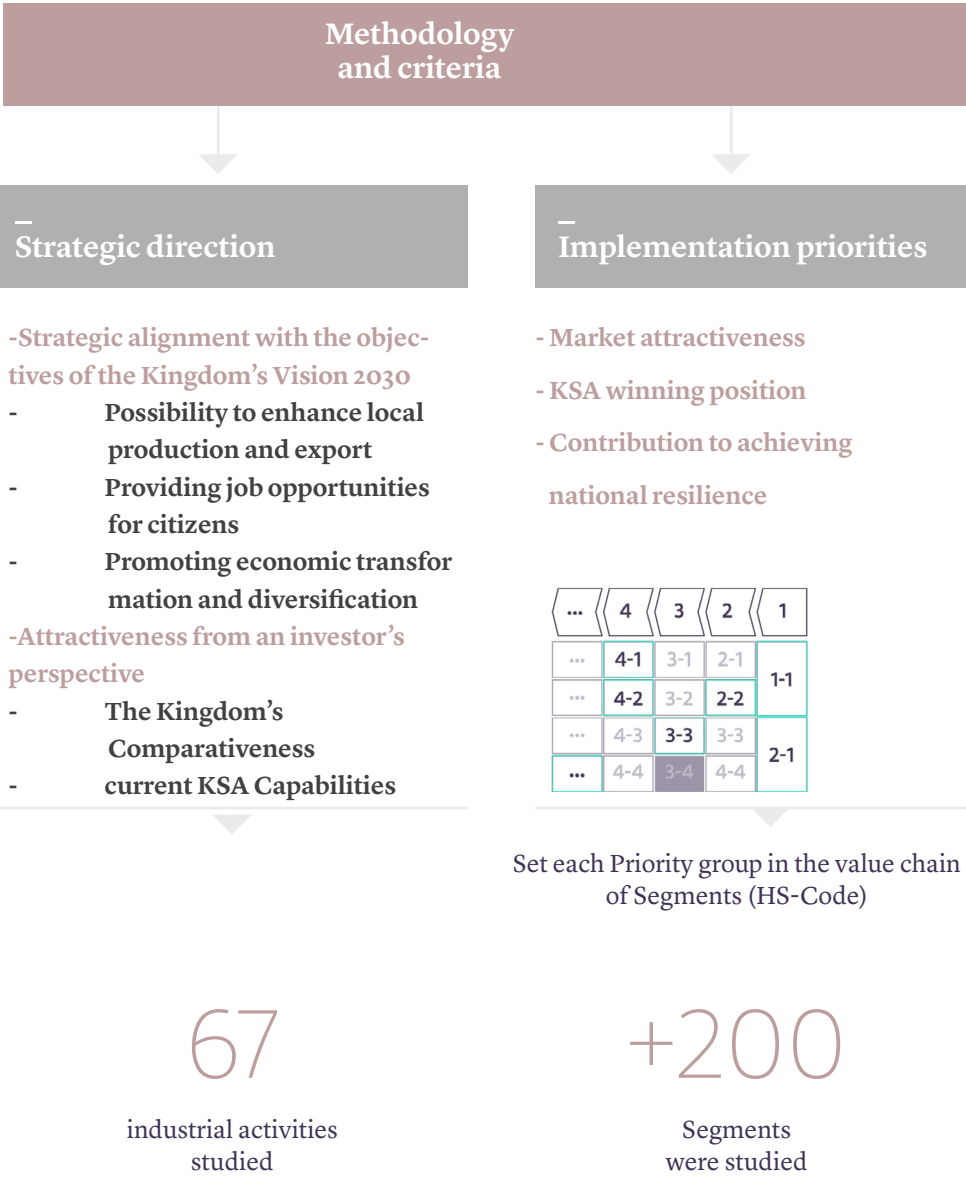 Methodology
and criteria
Strategic direction
-Strategic alignment with the objec-
tives of the Kingdom's Vision 2030
- Possibility to enhance local
production and export
- Providing job opportunities
for citizens
- Promoting economic transfor
mation and diversification
-Attractiveness from an investor's
perspective
- The Kingdom's
Comparativeness
- current KSA Capabilities
67
industrial activities
studied
Implementation priorities
- Market attractiveness
- KSA winning position
- Contribution to achieving
national resilience
... 4 3 2 1
... 4-1 3-1 2-1 1-1
... 4-2 3-2 2-2
... 4-3 3-3 3-3 2-1
... 4-4 3-4 4-4
Set each Priority group in the value chain
of Segments (HS-Code)
+200
Segments
were studied